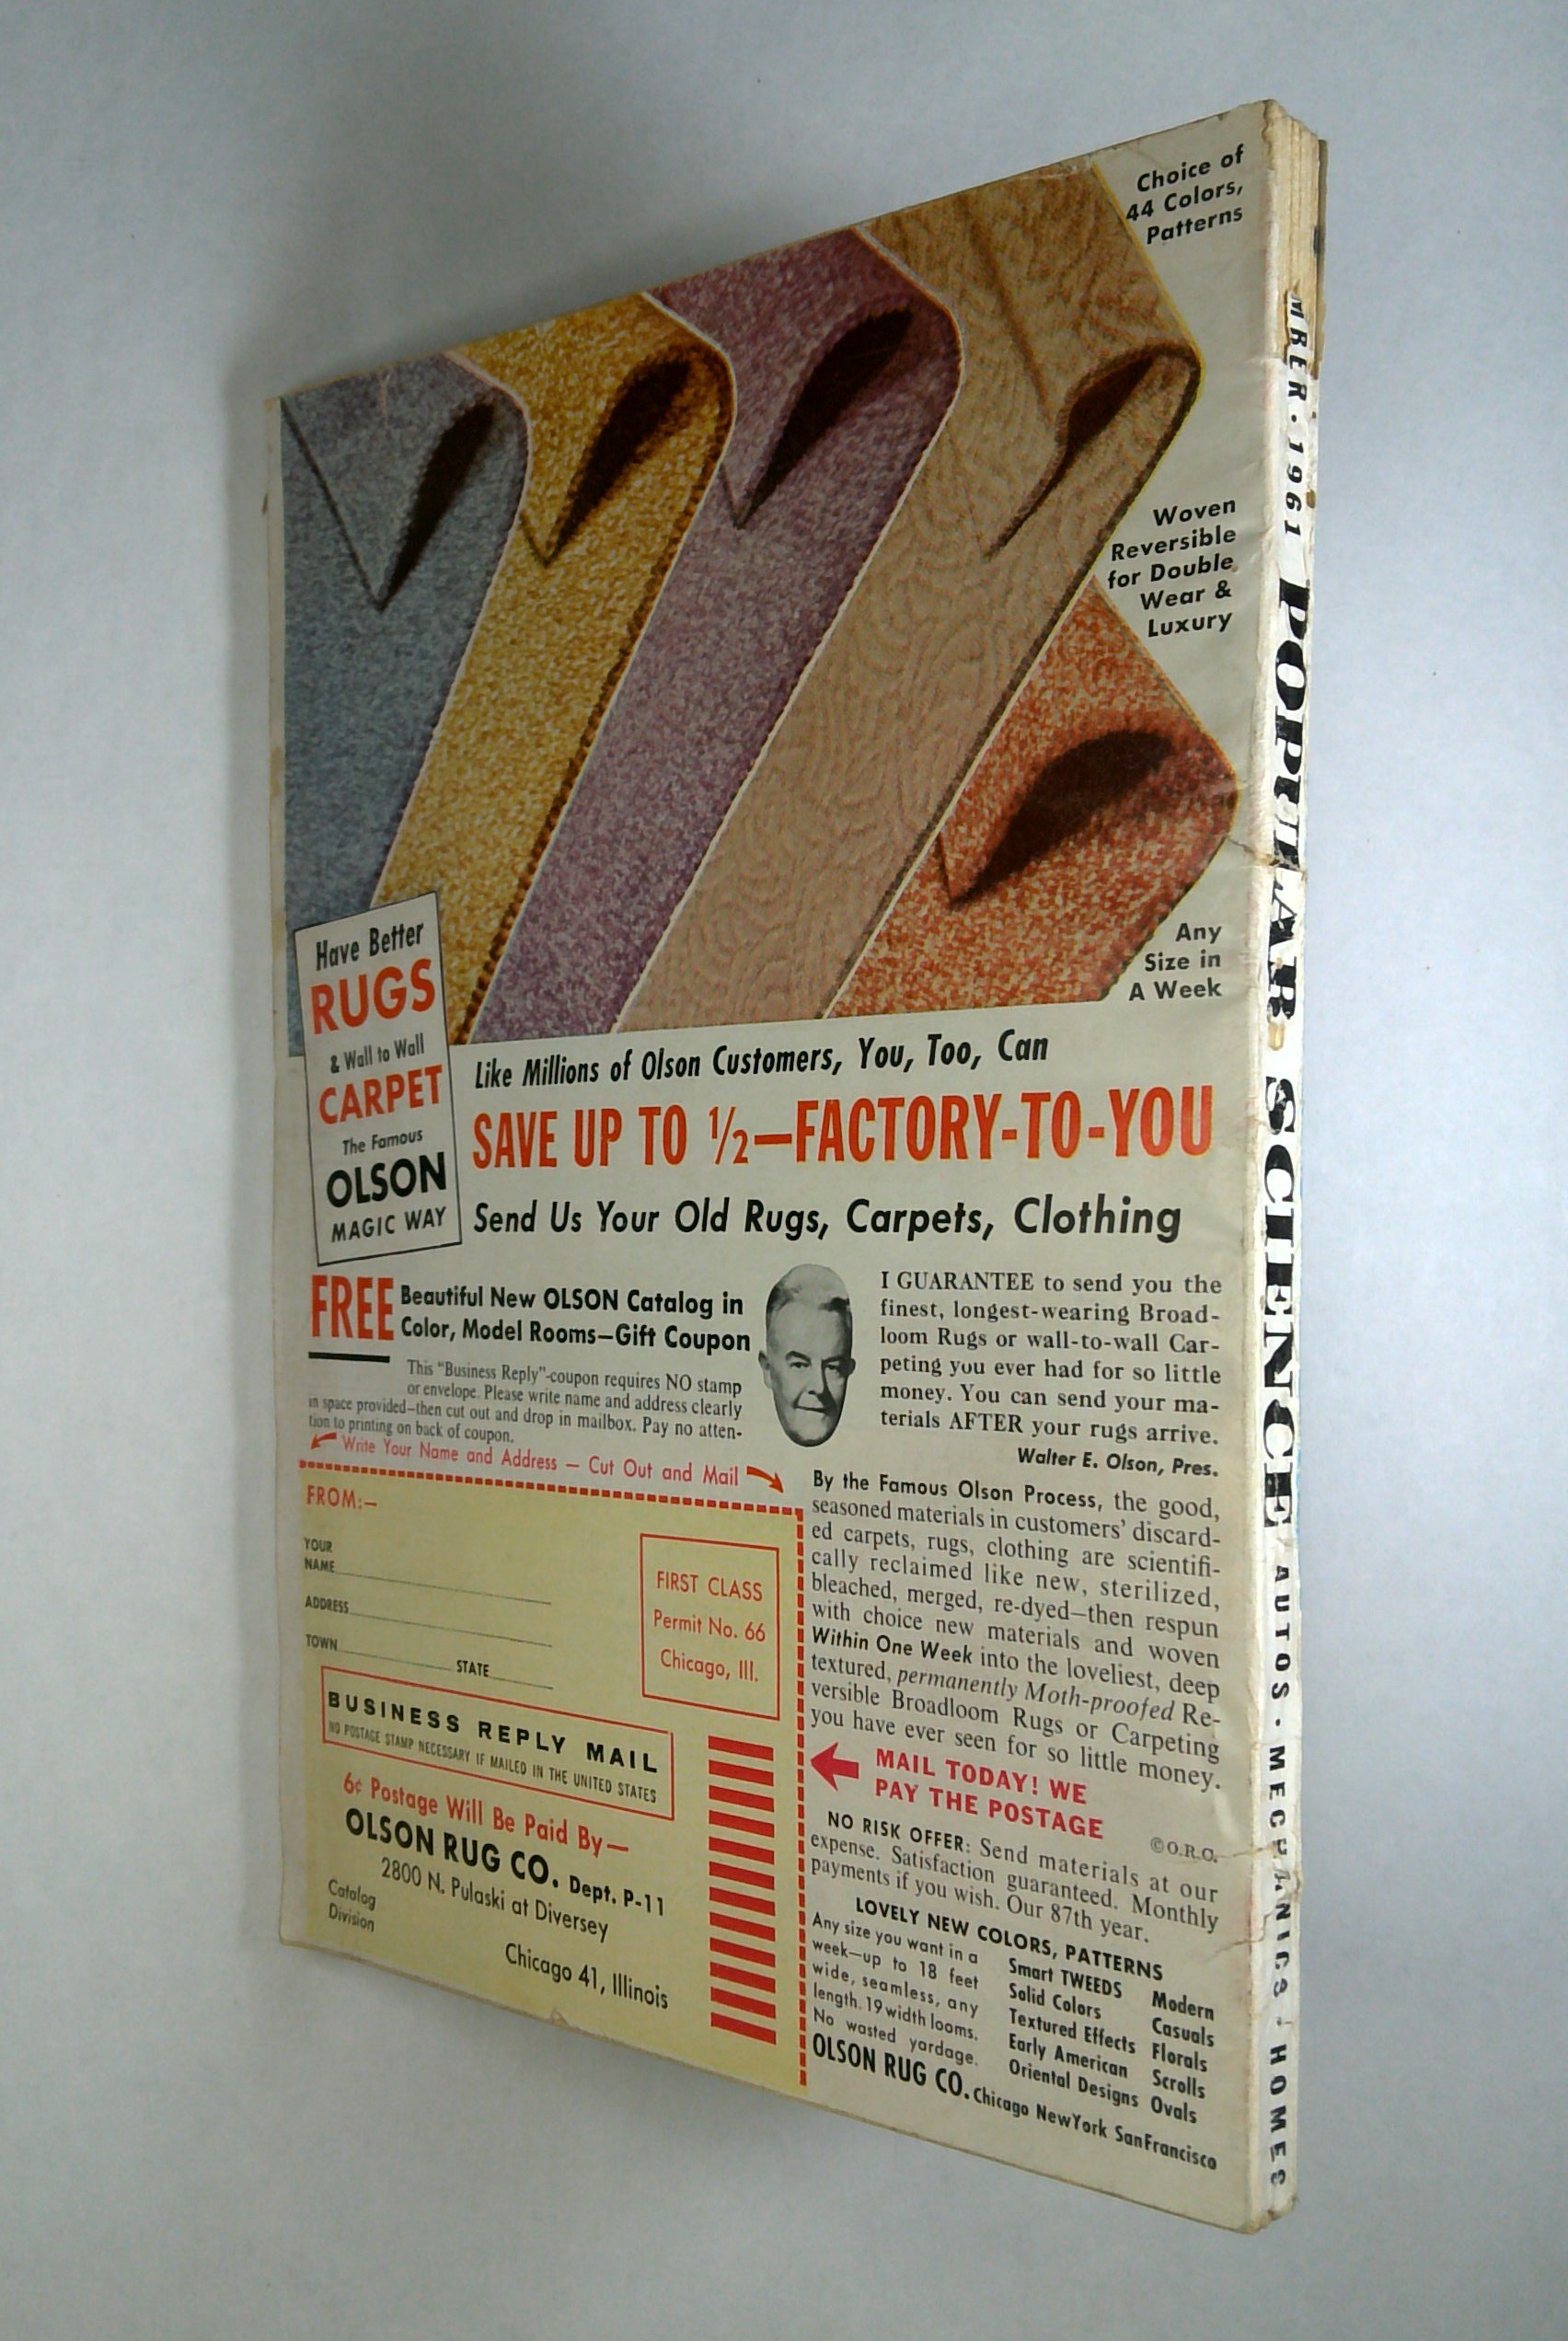 Choice of
44 Colors,
Patterns
Woven
Reversible
for Double
Wear &
Luxury
Any
Size in
A Week
Have Better
RUGS
& Wall to Wall
CARPET
The Famous
OLSON
MAGIC WAY
Like Millions of Olson Customers, You, Too, Can
SAVE UP TO ½—FACTORY-TO-YOU
Send Us Your Old Rugs, Carpets, Clothing
FREE Beautiful New OLSON Catalog in
Color, Model Rooms—Gift Coupon
This "Business Reply"-coupon requires NO stamp
or envelope. Please write name and address clearly
in space provided—then cut out and drop in mailbox. Pay no atten-
tion to printing on back of coupon.
Write Your Name and Address — Cut Out and Mail
FROM:—
YOUR
NAME
ADDRESS
TOWN STATE
FIRST CLASS
Permit No. 66
Chicago, Ill.
BUSINESS REPLY MAIL
NO POSTAGE STAMP NECESSARY IF MAILED IN THE UNITED STATES
6¢ Postage Will Be Paid By—
OLSON RUG CO. Dept. P-11
2800 N. Pulaski at Diversey
Catalog
Division
Chicago 41, Illinois
I GUARANTEE to send you the
finest, longest-wearing Broad-
loom Rugs or wall-to-wall Car-
peting you ever had for so little
money. You can send your ma-
terials AFTER your rugs arrive.
Walter E. Olson, Pres.
By the Famous Olson Process, the good,
seasoned materials in customers' discard-
ed carpets, rugs, clothing are scientifi-
cally reclaimed like new, sterilized,
bleached, merged, re-dyed—then respun
with choice new materials and woven
Within One Week into the loveliest, deep
textured, permanently Moth-proofed Re-
versible Broadloom Rugs or Carpeting
you have ever seen for so little money.
MAIL TODAY! WE
PAY THE POSTAGE
©O.R.O.
NO RISK OFFER: Send materials at our
expense. Satisfaction guaranteed. Monthly
payments if you wish. Our 87th year.
LOVELY NEW COLORS, PATTERNS
Any size you want in a
week—up to 18 feet
wide, seamless, any
length. 19 width looms.
No wasted yardage.
Smart TWEEDS Modern
Solid Colors Casuals
Textured Effects Florals
Early American Scrolls
Oriental Designs Ovals
OLSON RUG CO. Chicago NewYork SanFrancisco
MBER · 1961 POPULAR SCIENCE AUTOS · MECHANICS · HOMES